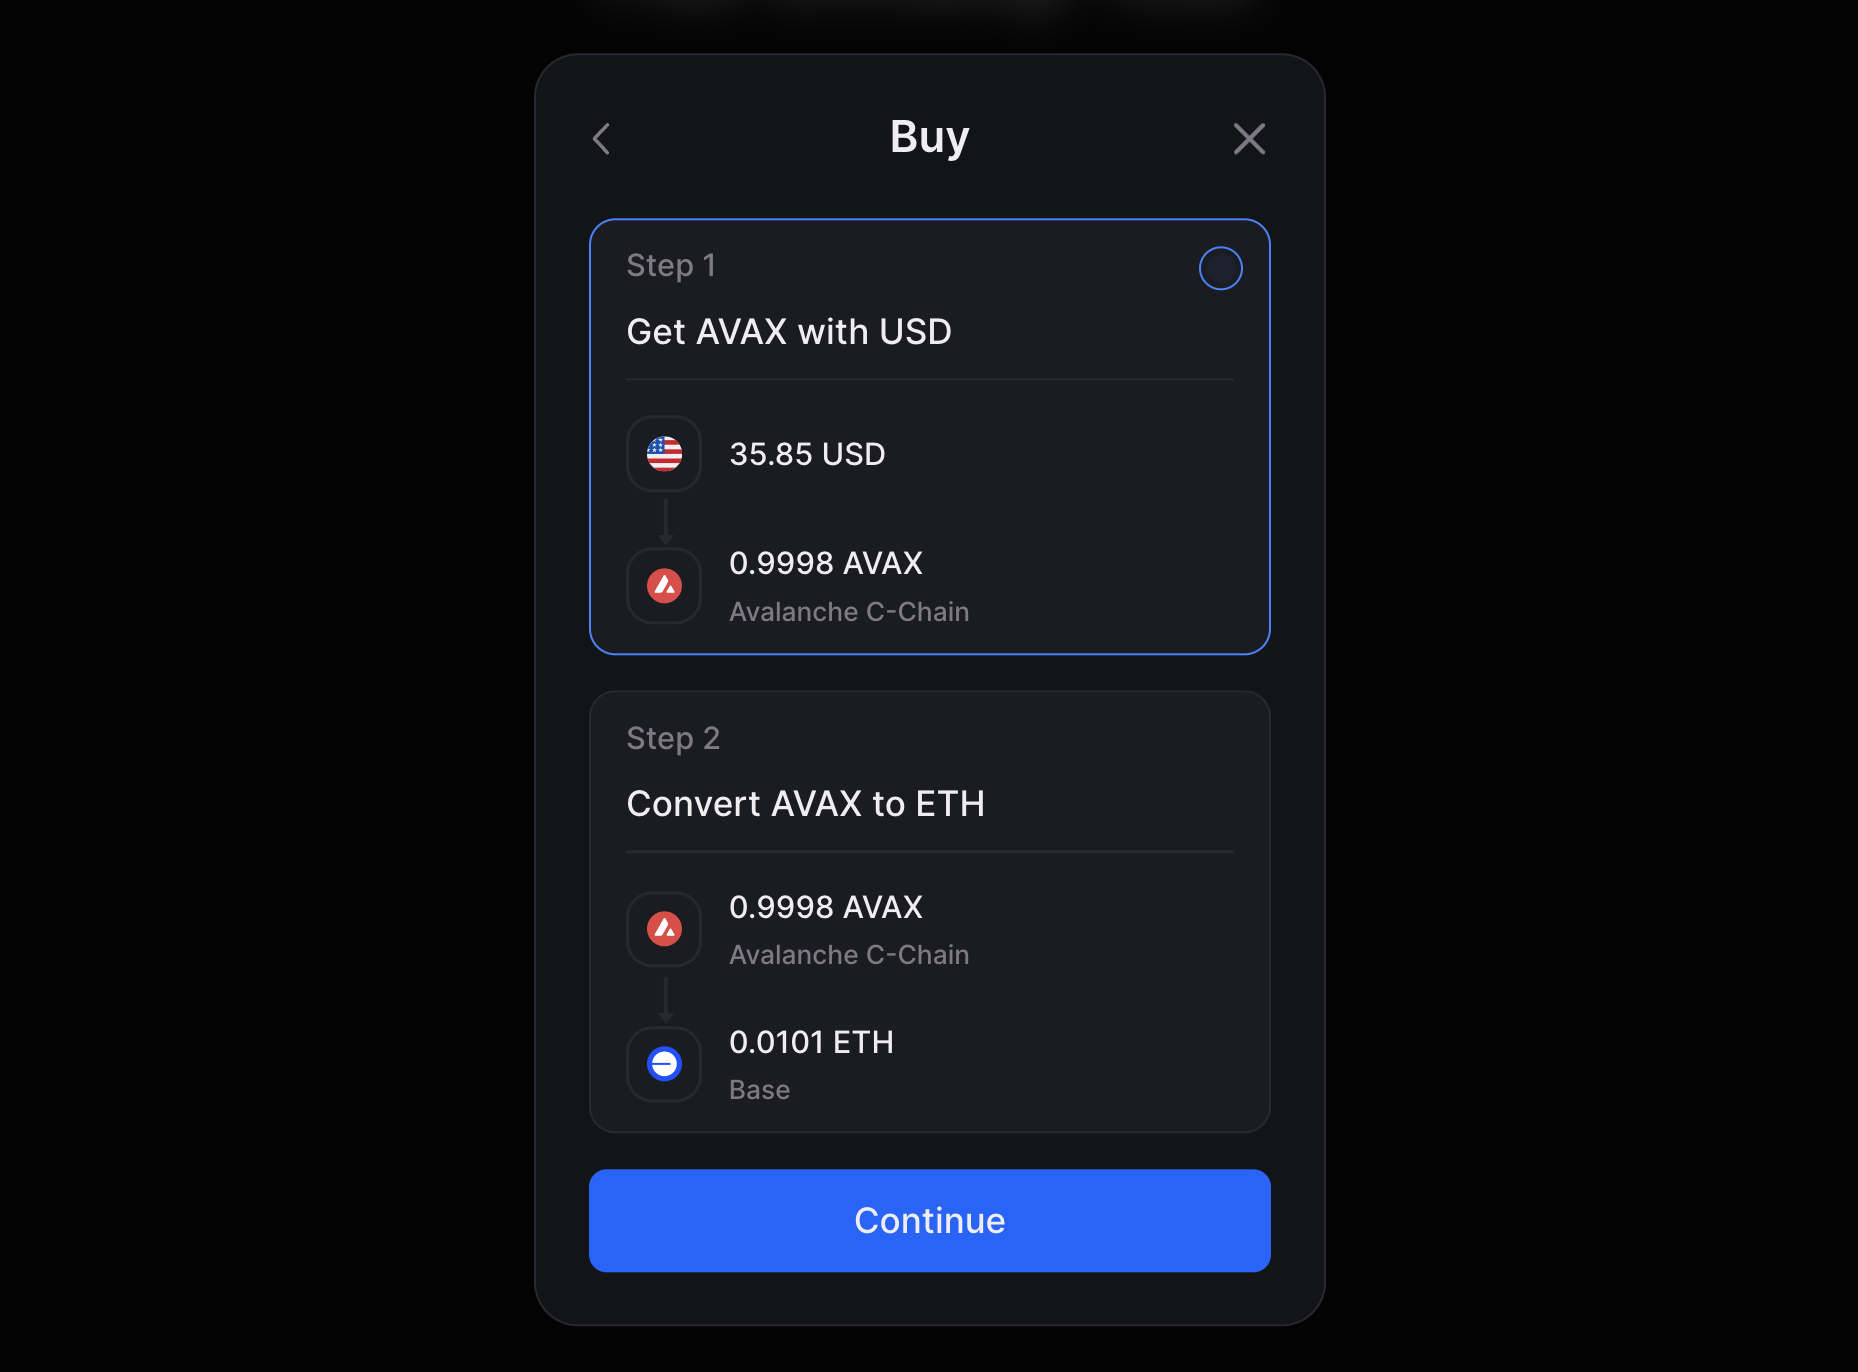 Buy
Step 1
Get AVAX with USD
35.85 USD
0.9998 AVAX
Avalanche C-Chain
Step 2
Convert AVAX to ETH
0.9998 AVAX
Avalanche C-Chain
0.0101 ETH
Base
Continue